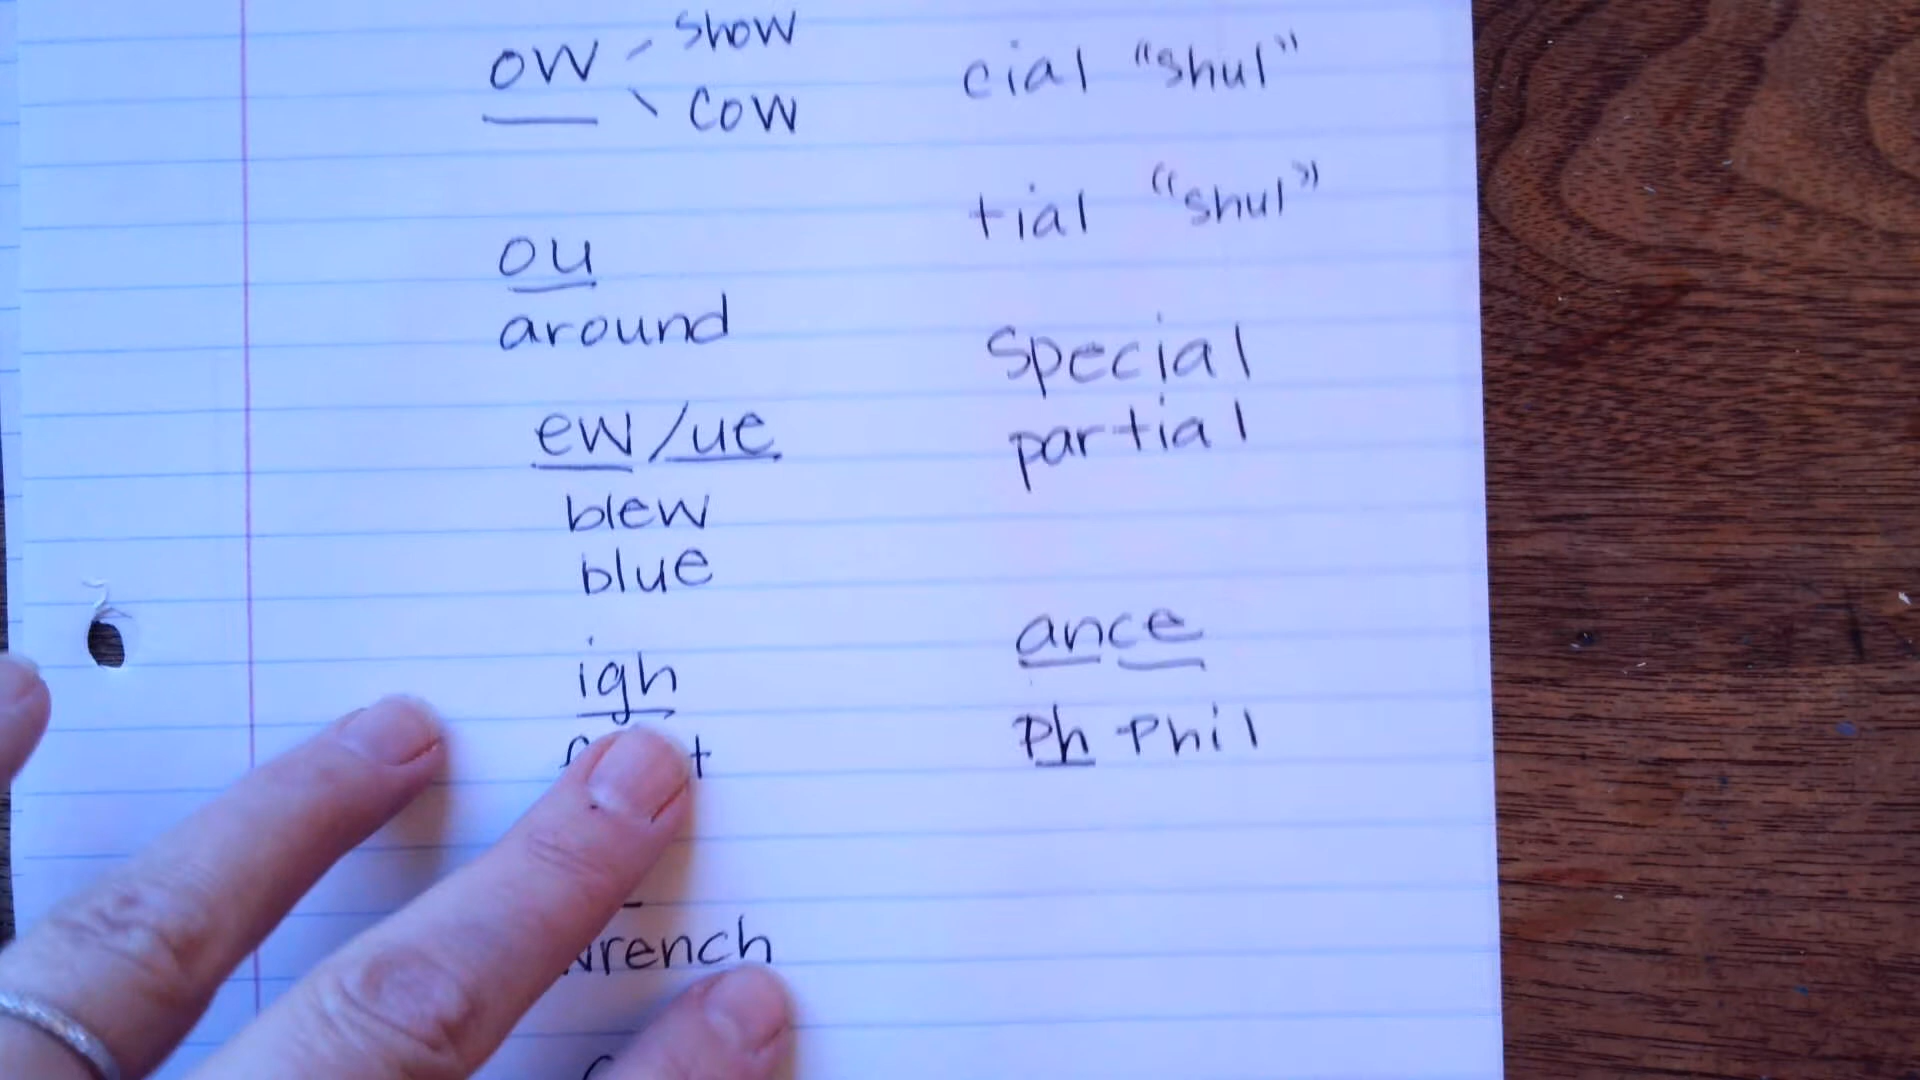 ow - show
\ cow
ou
around
ew/ue
blew
blue
igh
wrench
cial "shul"
tial "shul"
special
partial
ance
Ph Phil